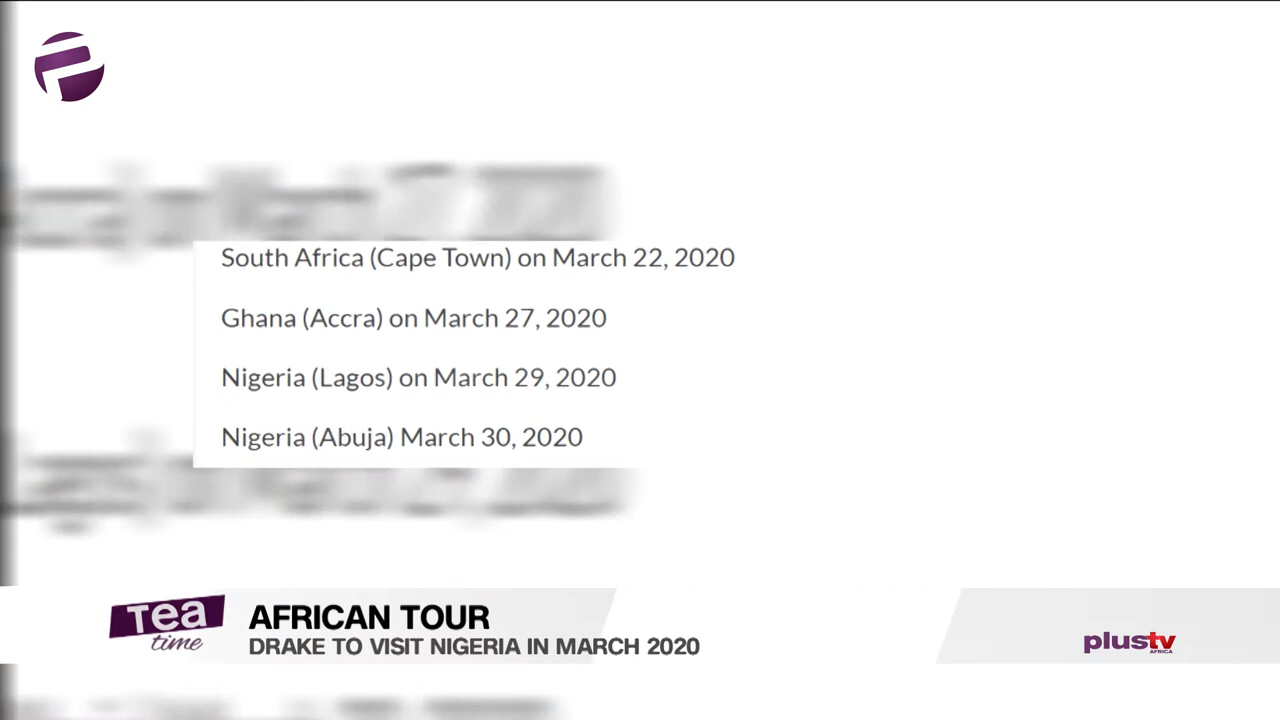 South Africa (Cape Town) on March 22, 2020
Ghana (Accra) on March 27, 2020
Nigeria (Lagos) on March 29, 2020
Nigeria (Abuja) March 30, 2020
Tea
time
AFRICAN TOUR
DRAKE TO VISIT NIGERIA IN MARCH 2020
plustv
AFRICA